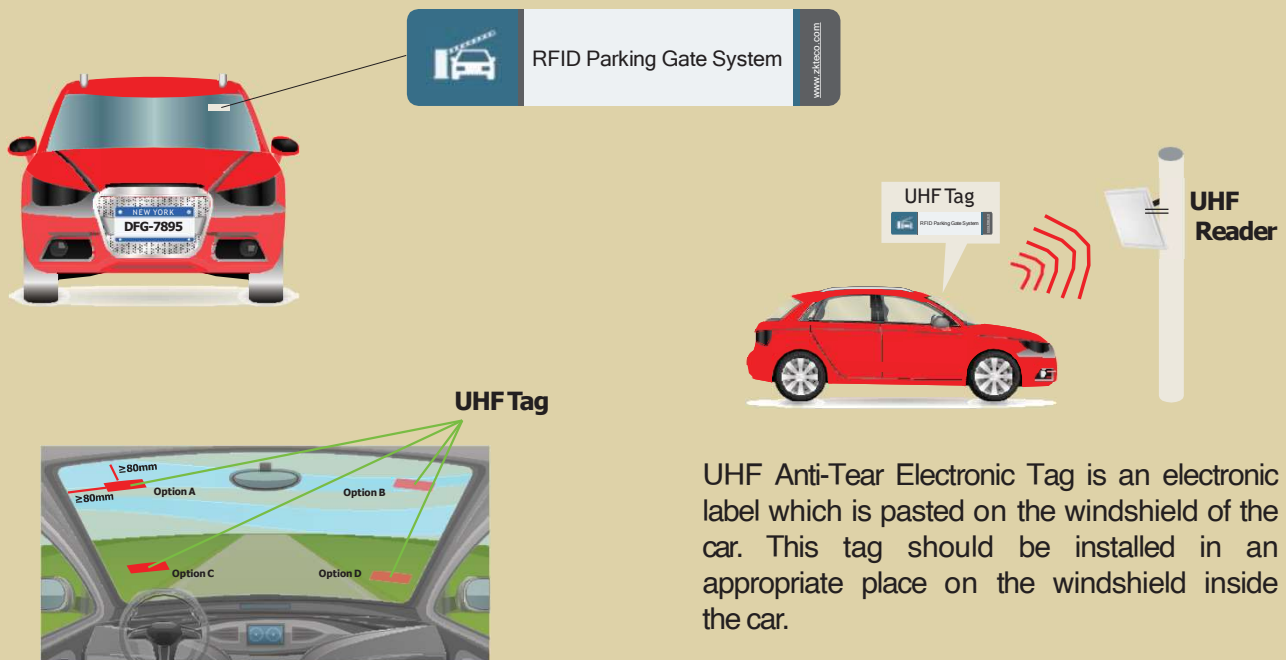 RFID Parking Gate System
www.zkteco.com
NEW YORK
DFG-7895
UHF Tag
RFID Parking Gate System
UHF
Reader
UHF Tag
≥80mm
≥80mm
Option A
Option B
Option C
Option D
UHF Anti-Tear Electronic Tag is an electronic
label which is pasted on the windshield of the
car. This tag should be installed in an
appropriate place on the windshield inside
the car.